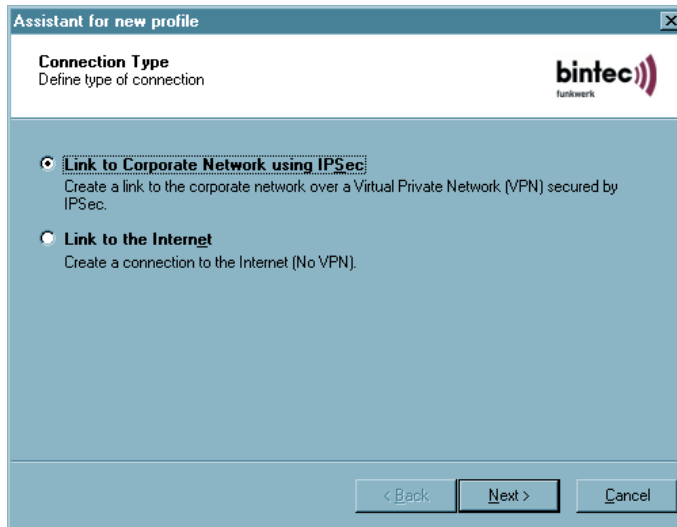 Assistant for new profile
Connection Type
Define type of connection
bintec
funkwerk
Link to Corporate Network using IPSec
Create a link to the corporate network over a Virtual Private Network (VPN) secured by
IPSec.
Link to the Internet
Create a connection to the Internet (No VPN).
< Back
Next >
Cancel